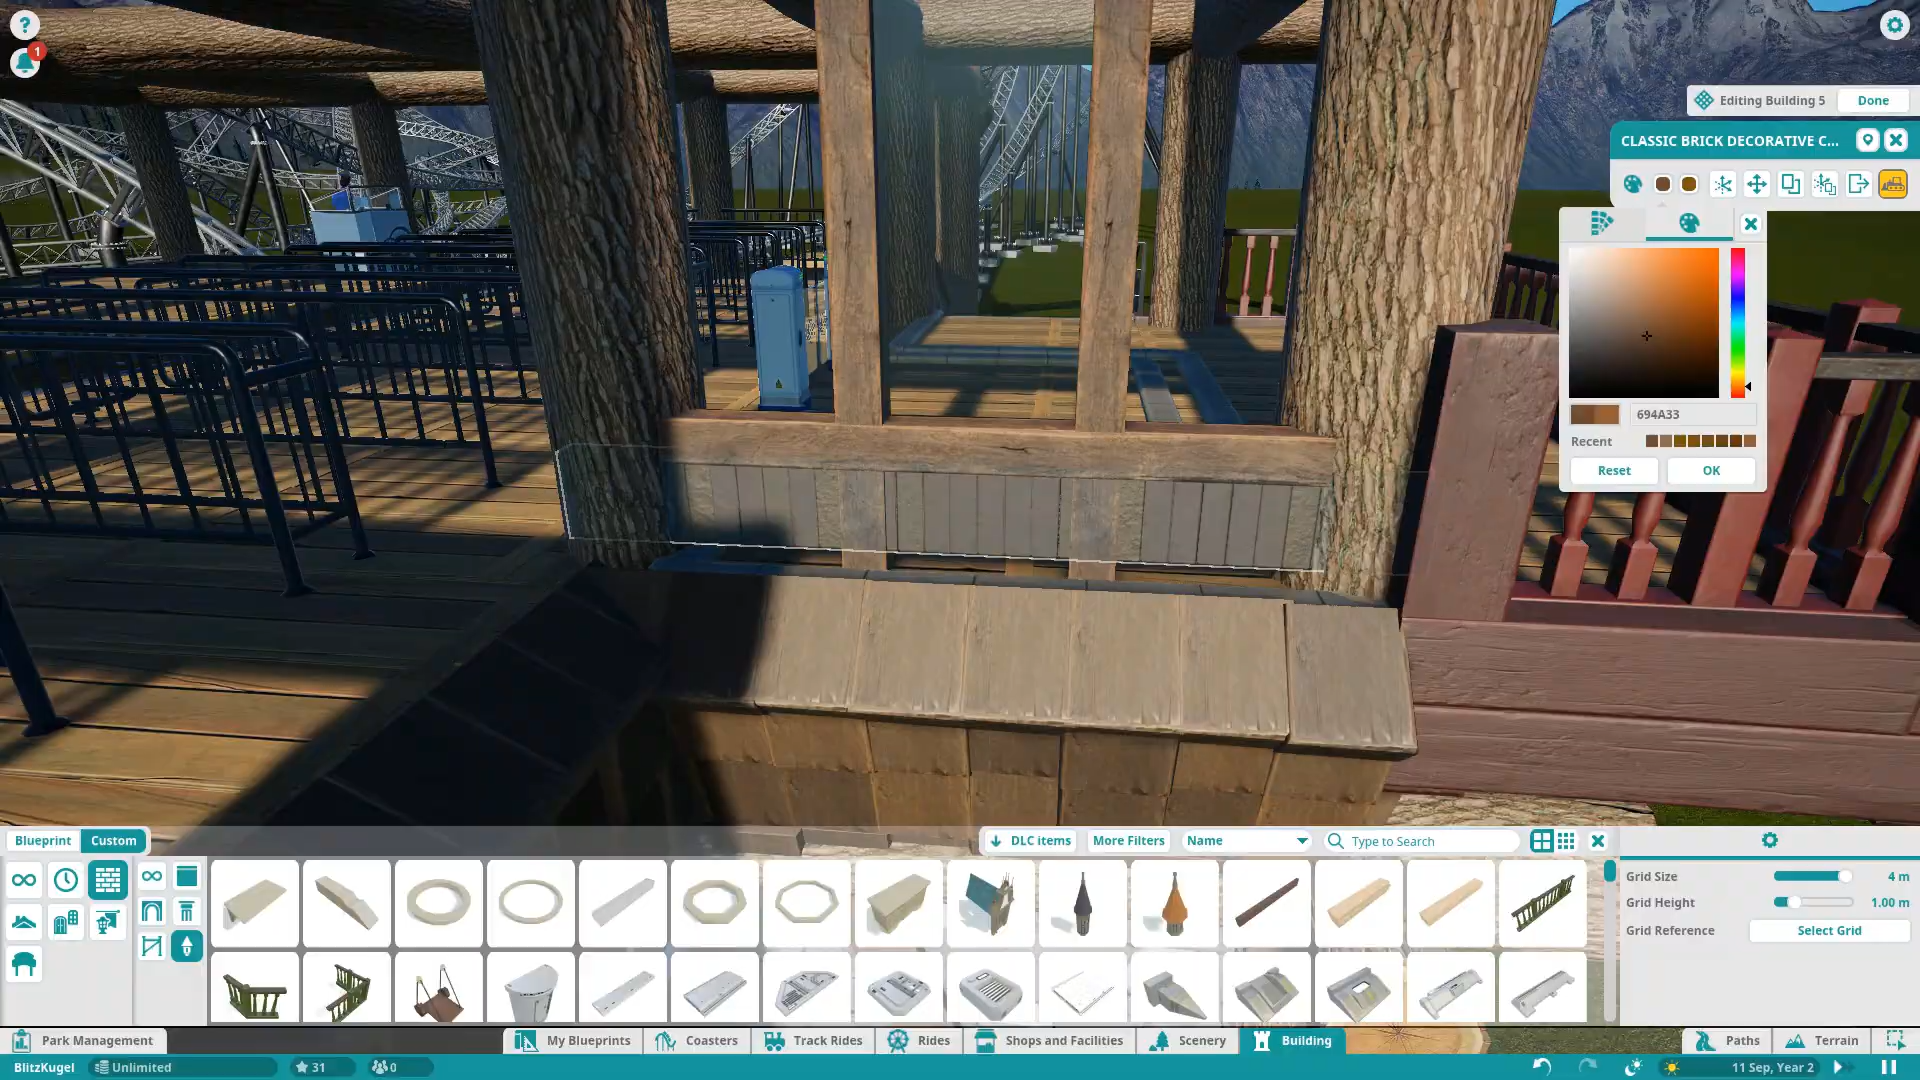 ?
1
Editing Building 5
Done
CLASSIC BRICK DECORATIVE C...
694A33
Recent
Reset
OK
Blueprint
Custom
DLC items
More Filters
Name
Type to Search
Grid Size
4 m
Grid Height
1.00 m
Grid Reference
Select Grid
Park Management
My Blueprints
Coasters
Track Rides
Rides
Shops and Facilities
Scenery
Building
Paths
Terrain
BlitzKugel
Unlimited
31
0
11 Sep, Year 2